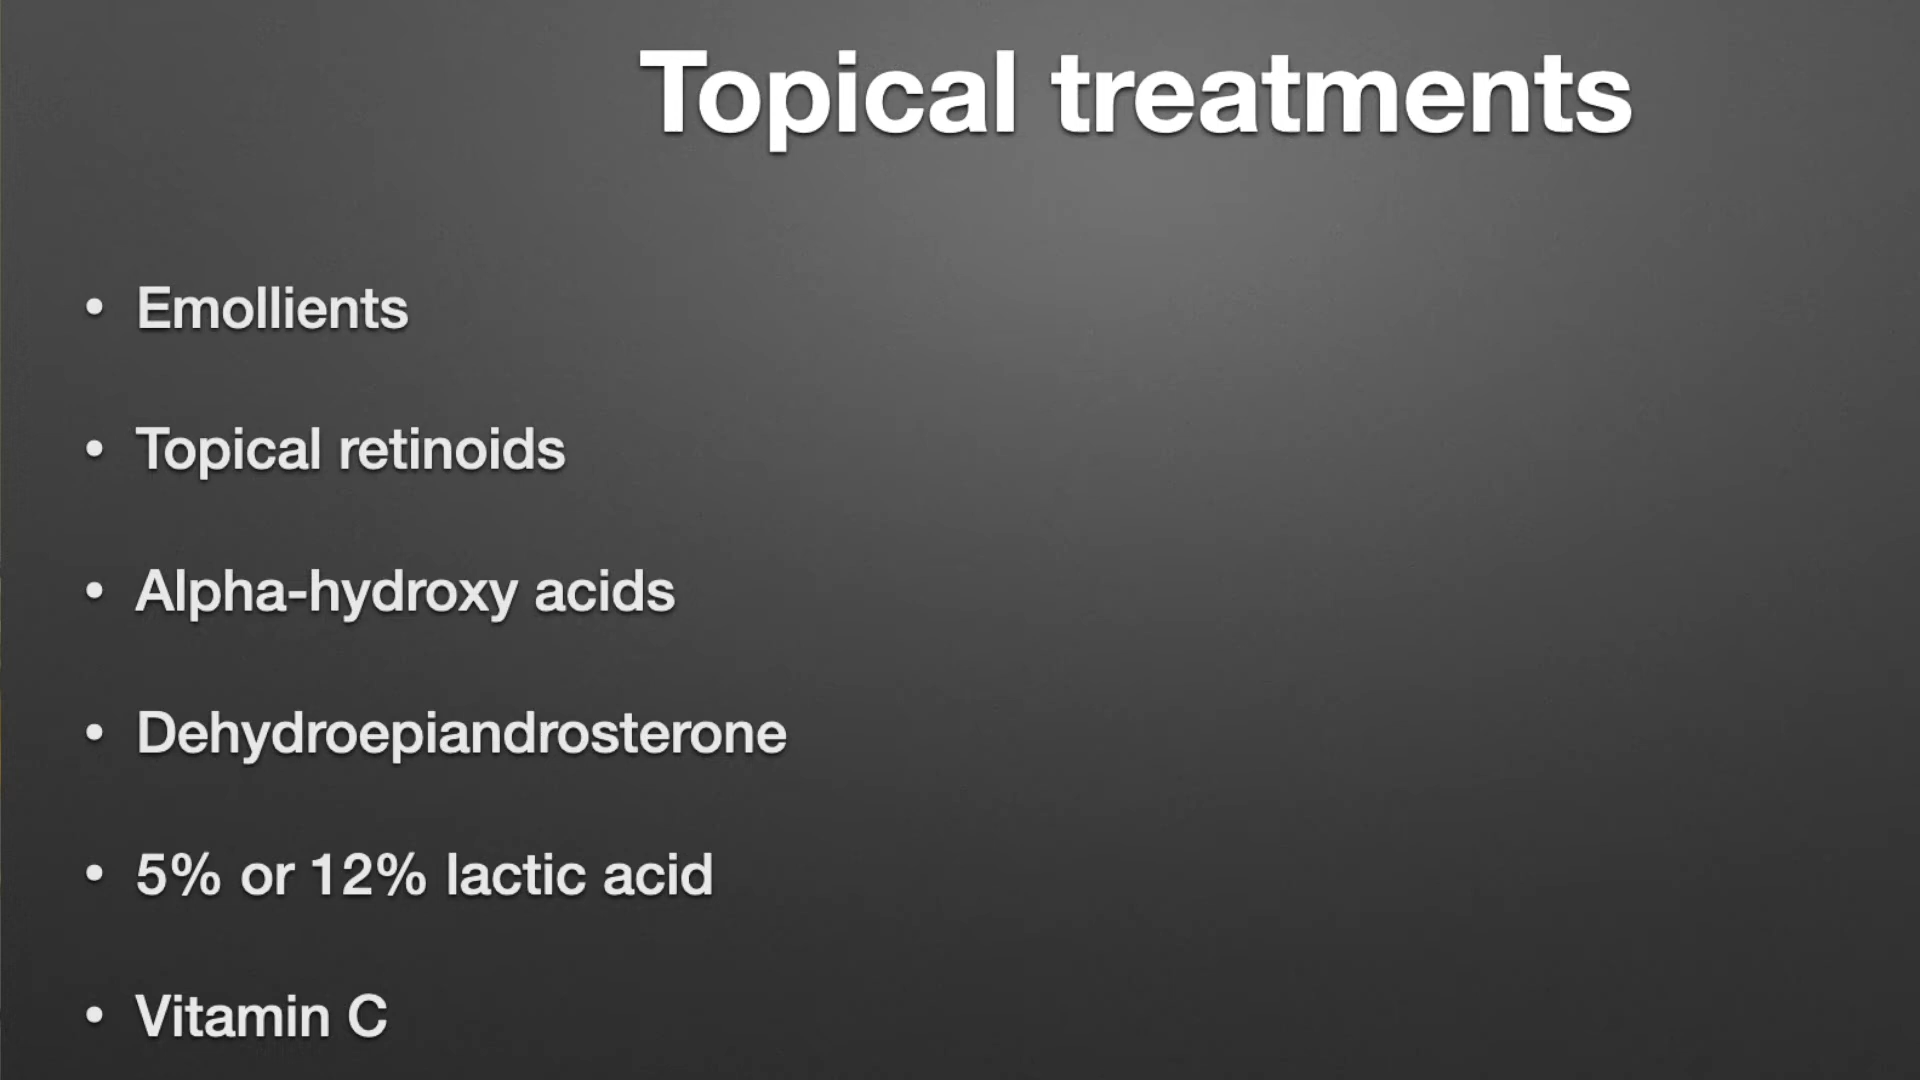 Topical treatments
• Emollients
• Topical retinoids
• Alpha-hydroxy acids
• Dehydroepiandrosterone
• 5% or 12% lactic acid
• Vitamin C